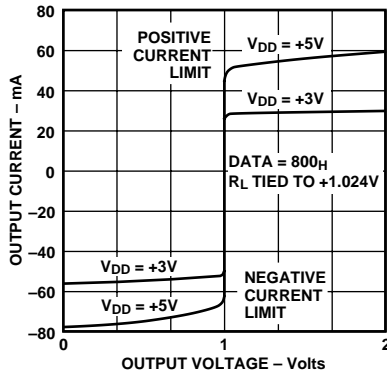 80
60
40
20
0
–20
–40
–60
–80
OUTPUT CURRENT – mA
POSITIVE
CURRENT
LIMIT
VDD = +5V
VDD = +3V
DATA = 800H
RL TIED TO +1.024V
VDD = +3V
VDD = +5V
NEGATIVE
CURRENT
LIMIT
0
1
2
OUTPUT VOLTAGE – Volts